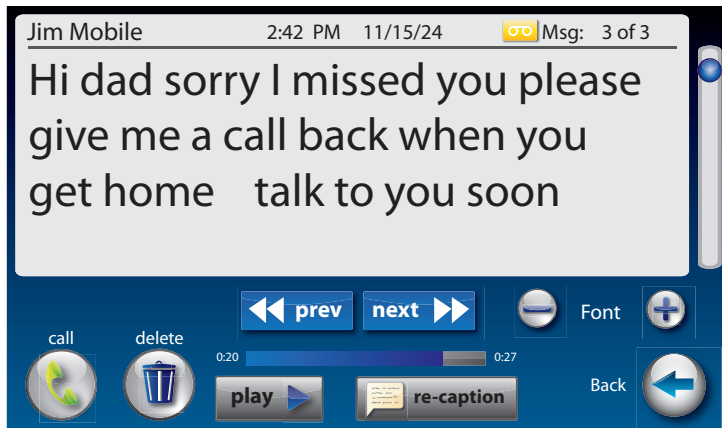 Jim Mobile 2:42 PM 11/15/24 Msg: 3 of 3
Hi dad sorry I missed you please
give me a call back when you
get home talk to you soon
prev next Font
call delete
0:20 0:27
play re-caption Back